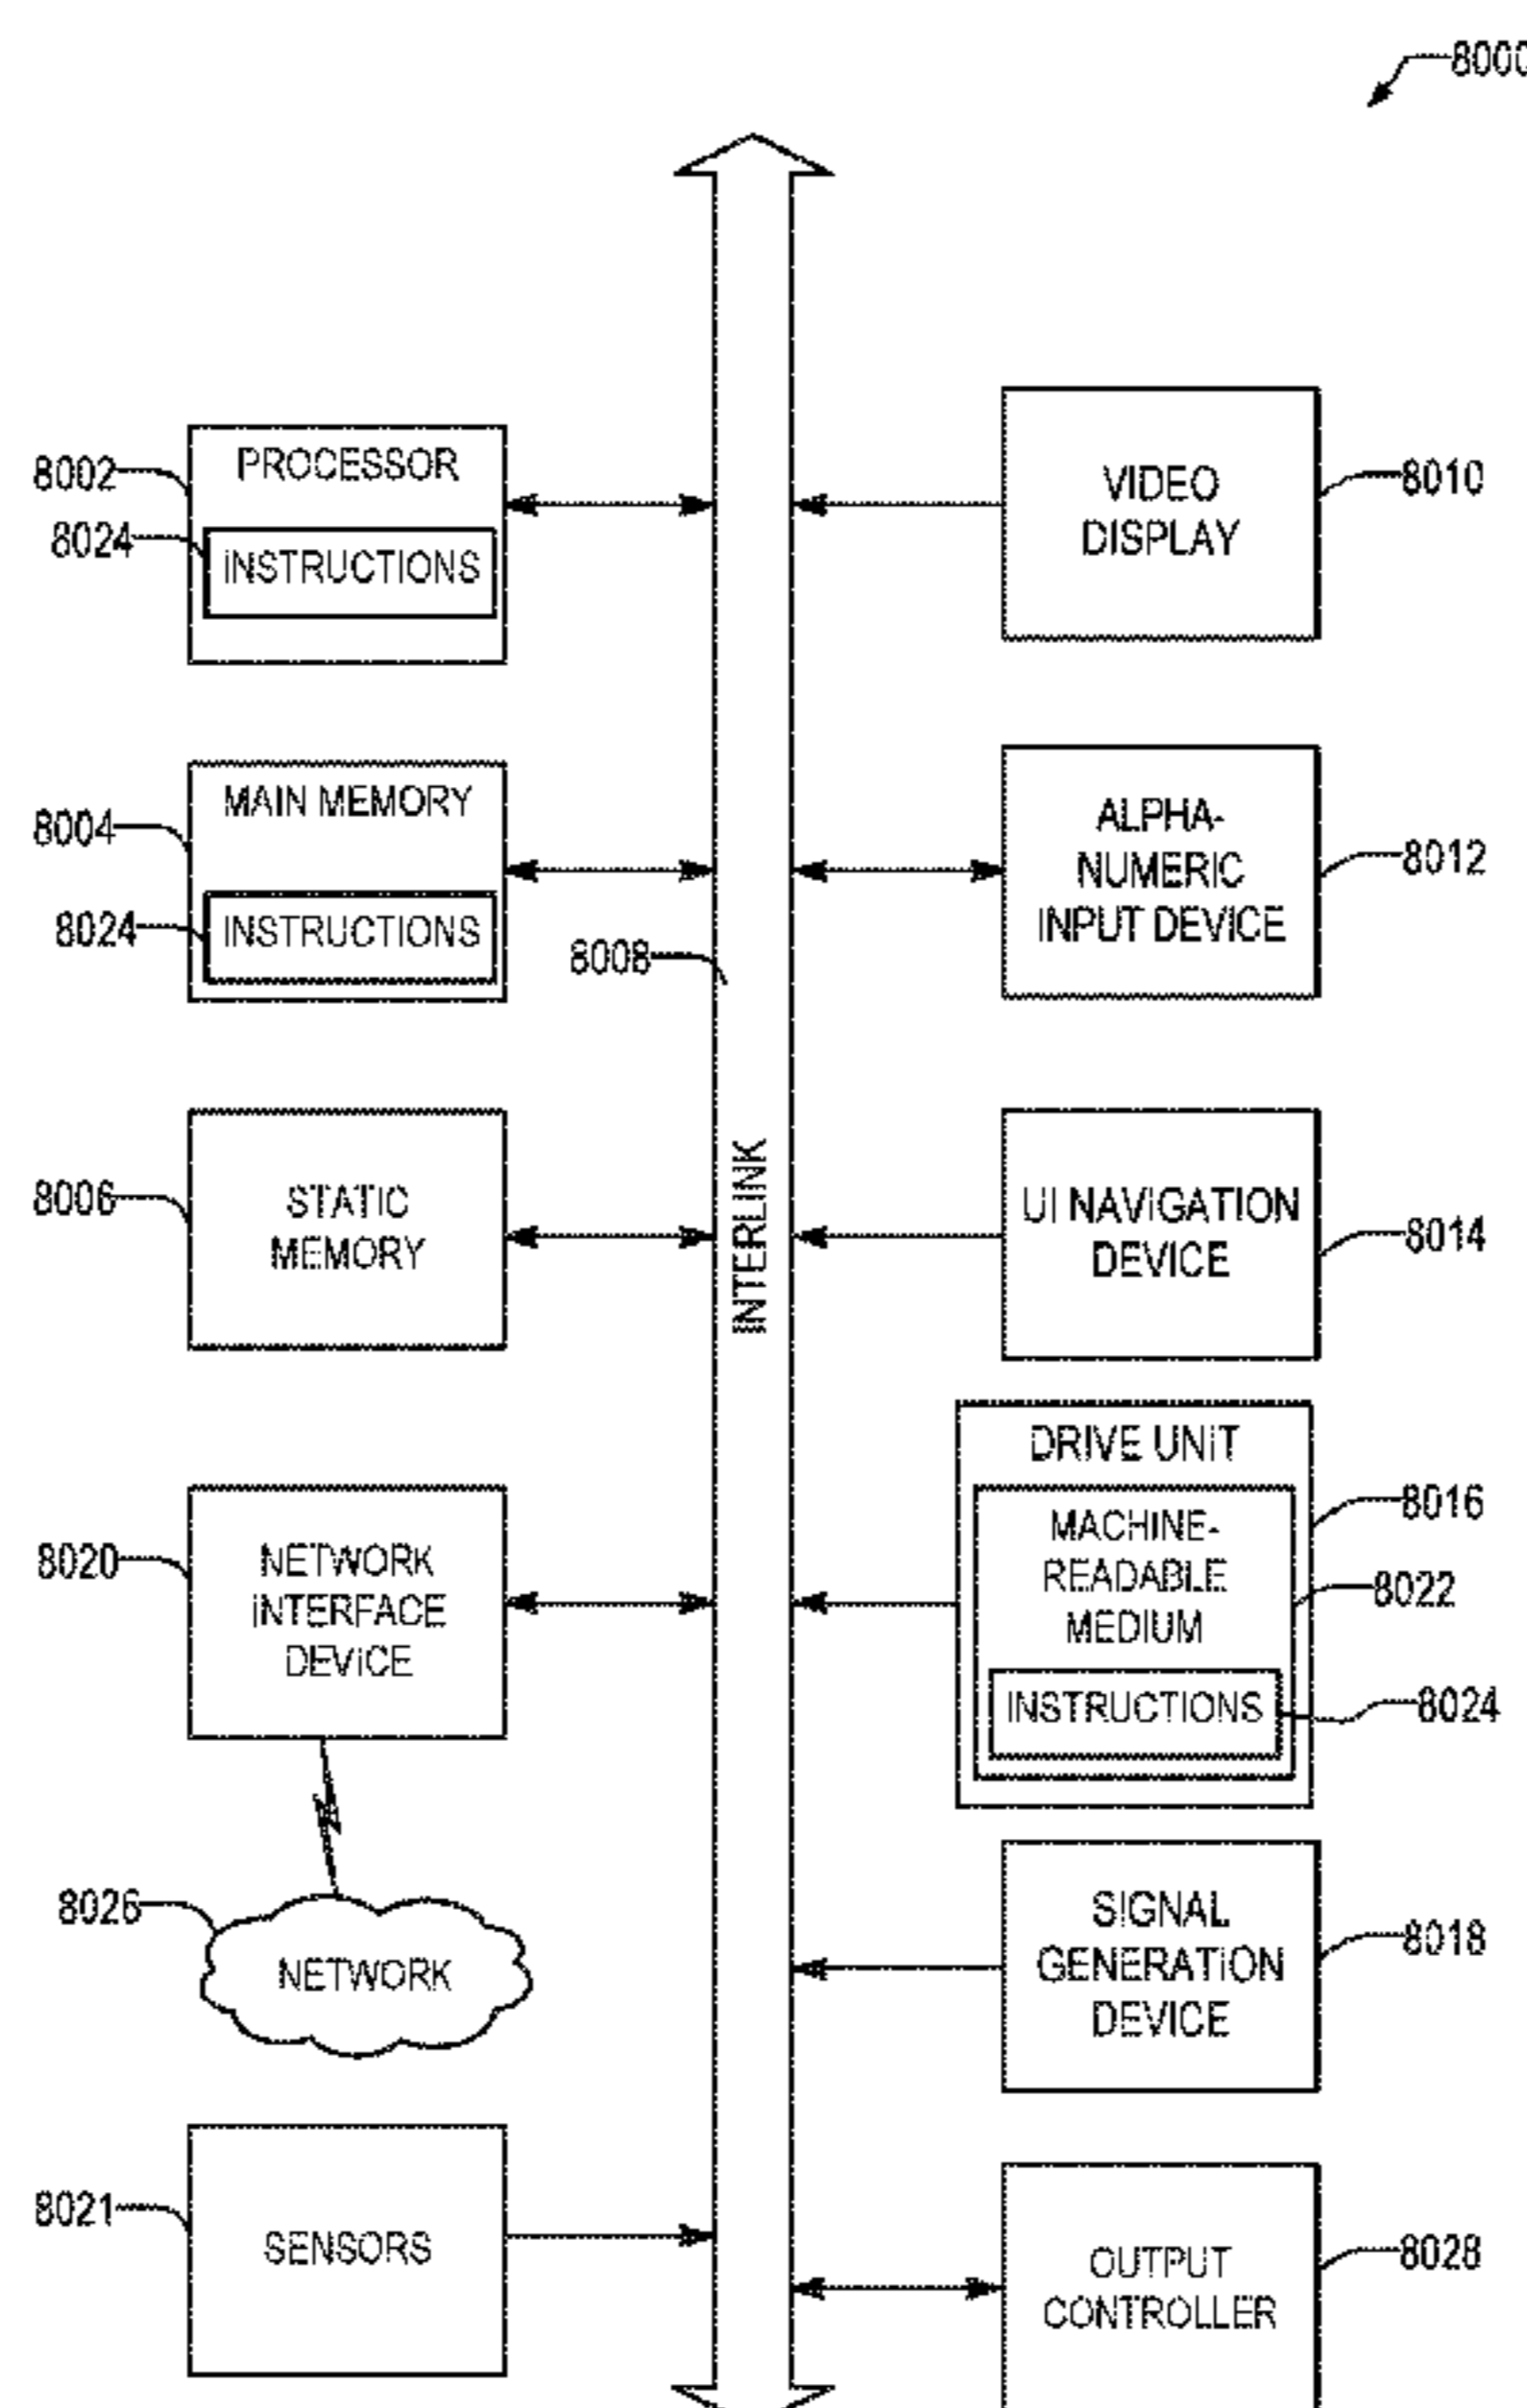 8000
PROCESSOR
8002
8024
INSTRUCTIONS
VIDEO
DISPLAY
8010
MAIN MEMORY
8004
8024
INSTRUCTIONS
8008
ALPHA-
NUMERIC
INPUT DEVICE
8012
INTERLINK
8006
STATIC
MEMORY
UI NAVIGATION
DEVICE
8014
8020
NETWORK
INTERFACE
DEVICE
DRIVE UNIT
8016
MACHINE-
READABLE
MEDIUM
8022
INSTRUCTIONS
8024
8026
NETWORK
SIGNAL
GENERATION
DEVICE
8018
8021
SENSORS
OUTPUT
CONTROLLER
8028